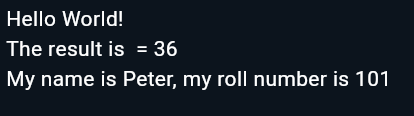 Hello World!
The result is  = 36
My name is Peter, my roll number is 101